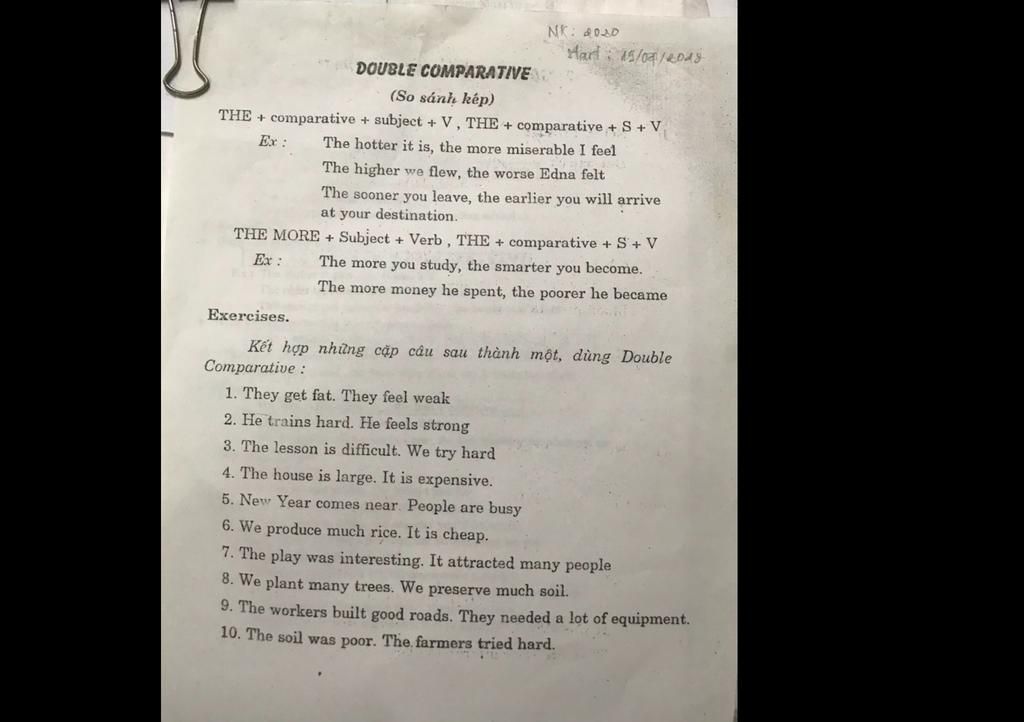 NK: 2020
DOUBLE COMPARATIVE
(So sánh kép)
THE + comparative + subject + V , THE + comparative + S + V
Ex : The hotter it is, the more miserable I feel
The higher we flew, the worse Edna felt
The sooner you leave, the earlier you will arrive
at your destination.
THE MORE + Subject + Verb , THE + comparative + S + V
Ex : The more you study, the smarter you become.
The more money he spent, the poorer he became
Exercises.
Kết hợp những cặp câu sau thành một, dùng Double
Comparative :
1. They get fat. They feel weak
2. He trains hard. He feels strong
3. The lesson is difficult. We try hard
4. The house is large. It is expensive.
5. New Year comes near. People are busy
6. We produce much rice. It is cheap.
7. The play was interesting. It attracted many people
8. We plant many trees. We preserve much soil.
9. The workers built good roads. They needed a lot of equipment.
10. The soil was poor. The farmers tried hard.